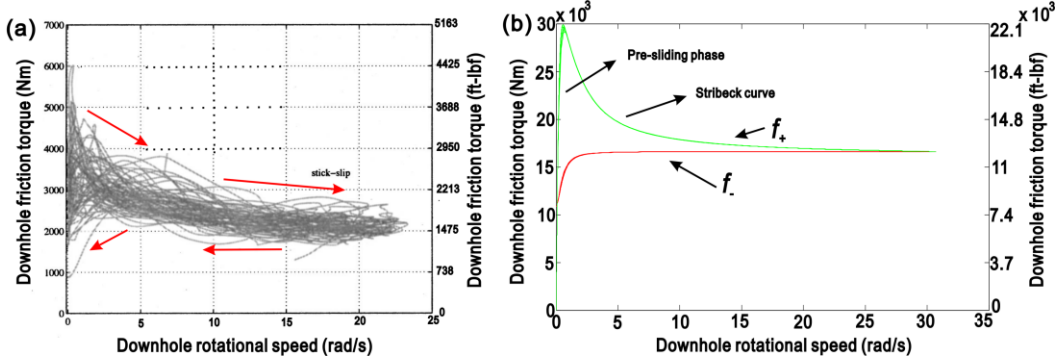 (a)
Downhole friction torque (Nm)
7000
6000
5000
4000
3000
2000
1000
0
0 5 10 15 20 25
Downhole rotational speed (rad/s)
stick-slip
5163
4425
3688
2950
2213
1475
738
0
Downhole friction torque (ft-lbf)
(b)
x 10³
Downhole friction torque (Nm)
30
25
20
15
10
5
0
0 5 10 15 20 25 30 35
Downhole rotational speed (rad/s)
Pre-sliding phase
Stribeck curve
f₊
f₋
x 10³
22.1
18.4
14.8
12.9
7.4
3.7
0
Downhole friction torque (ft-lbf)